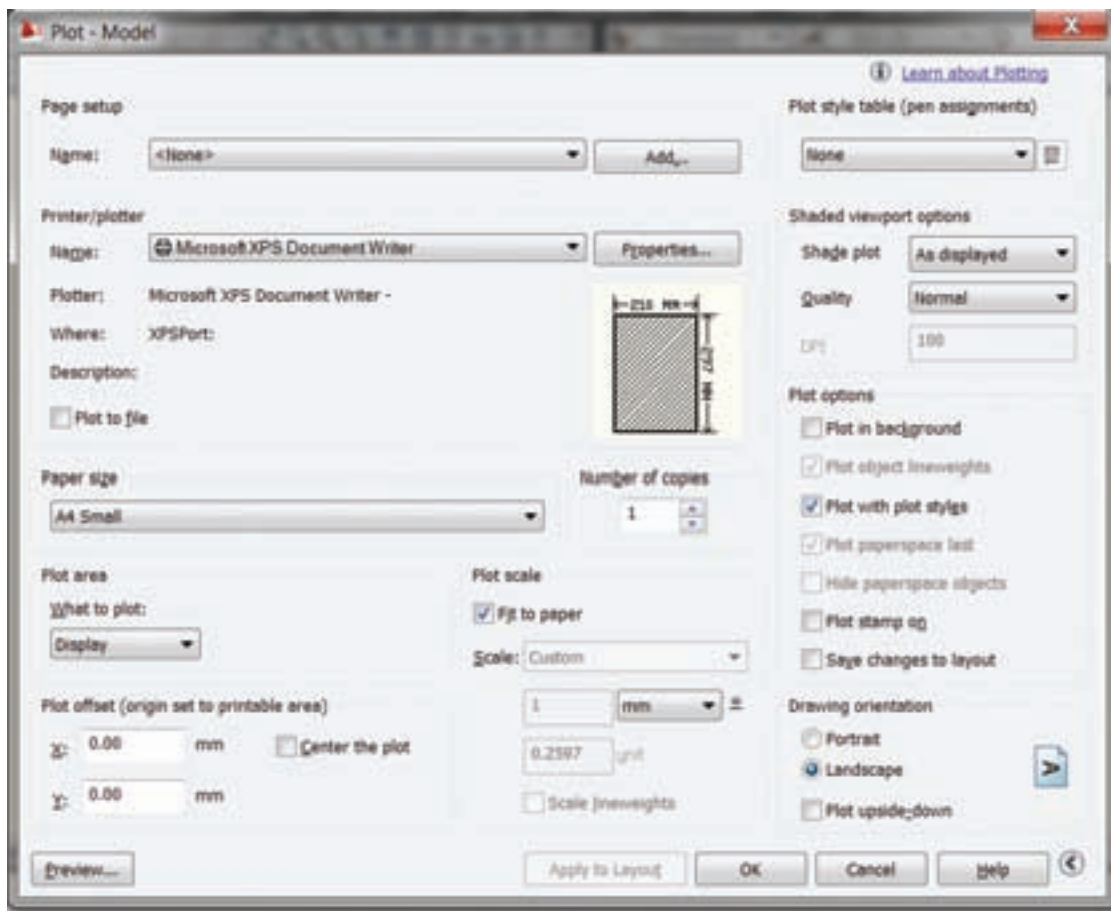 Plot - Model
Learn about Plotting
Page setup
Name: <None> Add...
Plot style table (pen assignments)
None
Printer/plotter
Name: Microsoft XPS Document Writer Properties...
Plotter: Microsoft XPS Document Writer -
Where: XPSPort:
Description:
Plot to file
210 MM
297 MM
Shaded viewport options
Shade plot As displayed
Quality Normal
DPI 100
Paper size
A4 Small
Number of copies
1
Plot options
Plot in background
Plot object lineweights
Plot with plot styles
Plot paperspace last
Hide paperspace objects
Plot stamp on
Save changes to layout
Plot area
What to plot:
Display
Plot scale
Fit to paper
Scale: Custom
1 mm =
0.2597 unit
Scale lineweights
Plot offset (origin set to printable area)
X: 0.00 mm Center the plot
Y: 0.00 mm
Drawing orientation
Portrait
Landscape
A
Plot upside-down
Preview... Apply to Layout OK Cancel Help